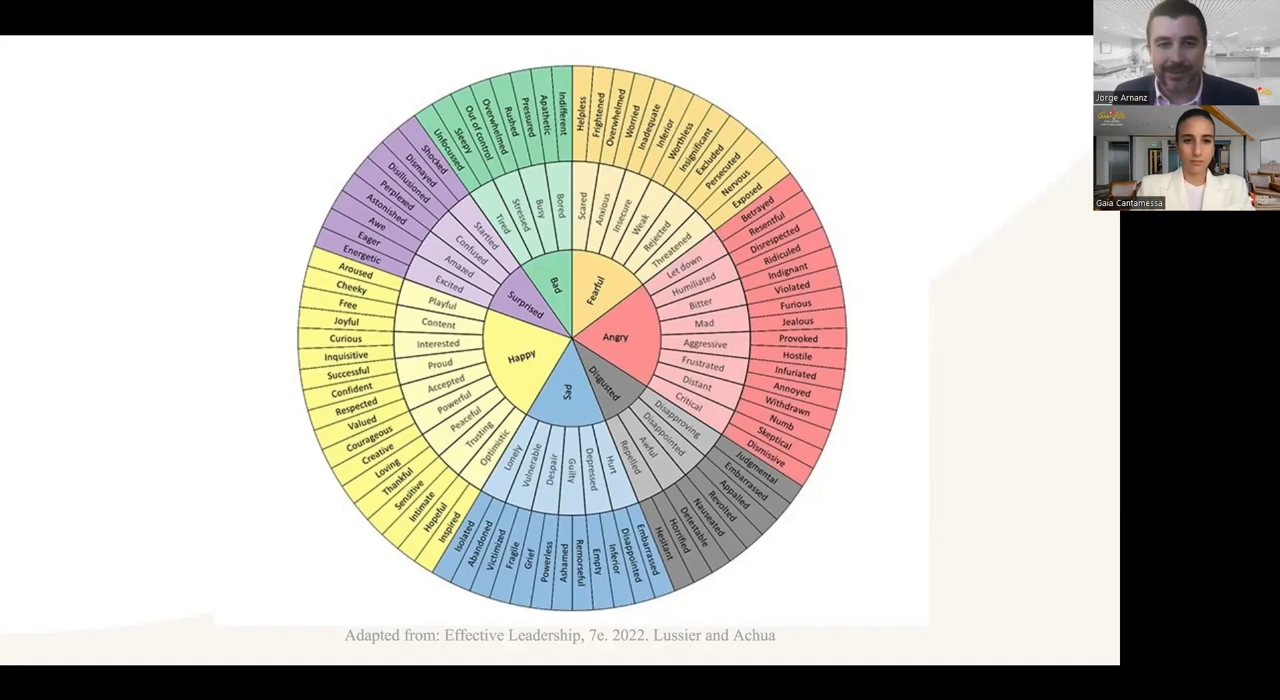 Fearful
Angry
Disgusted
Sad
Happy
Surprised
Bad
Scared
Anxious
Insecure
Weak
Rejected
Threatened
Let down
Humiliated
Bitter
Mad
Aggressive
Frustrated
Distant
Critical
Disapproving
Disappointed
Awful
Repelled
Hurt
Depressed
Guilty
Despair
Vulnerable
Lonely
Optimistic
Trusting
Peaceful
Powerful
Accepted
Proud
Interested
Content
Playful
Excited
Amazed
Confused
Startled
Tired
Stressed
Busy
Bored
Helpless
Frightened
Overwhelmed
Worried
Inadequate
Inferior
Worthless
Insignificant
Excluded
Persecuted
Nervous
Exposed
Betrayed
Resentful
Disrespected
Ridiculed
Indignant
Violated
Furious
Jealous
Provoked
Hostile
Infuriated
Annoyed
Withdrawn
Numb
Skeptical
Dismissive
Judgmental
Embarrassed
Appalled
Revolted
Nauseated
Detestable
Horrified
Hesitant
Embarrassed
Disappointed
Inferior
Empty
Remorseful
Ashamed
Powerless
Grief
Fragile
Victimized
Abandoned
Isolated
Inspired
Hopeful
Intimate
Sensitive
Thankful
Loving
Creative
Courageous
Valued
Respected
Confident
Successful
Inquisitive
Curious
Joyful
Free
Cheeky
Aroused
Energetic
Eager
Awe
Astonished
Perplexed
Disillusioned
Dismayed
Shocked
Unfocussed
Sleepy
Out of control
Overwhelmed
Rushed
Pressured
Apathetic
Indifferent
Adapted from: Effective Leadership, 7e. 2022. Lussier and Achua
Jorge Arnanz
Gaia Cantamessa